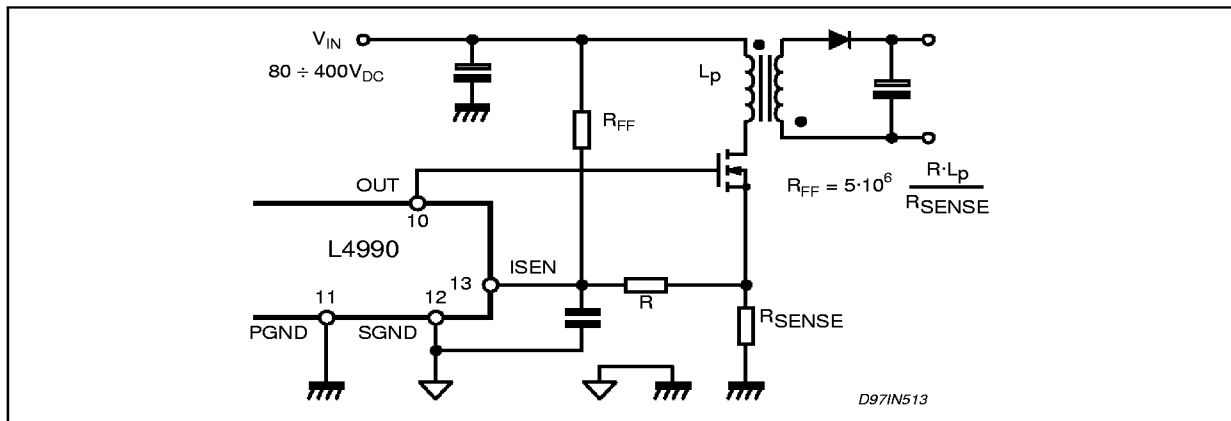 V_IN
80 ÷ 400V_DC
L_p
R_FF
R_FF = 5·10^6 R·L_p / R_SENSE
OUT
10
L4990
13
ISEN
R
R_SENSE
11
12
PGND
SGND
D97IN513